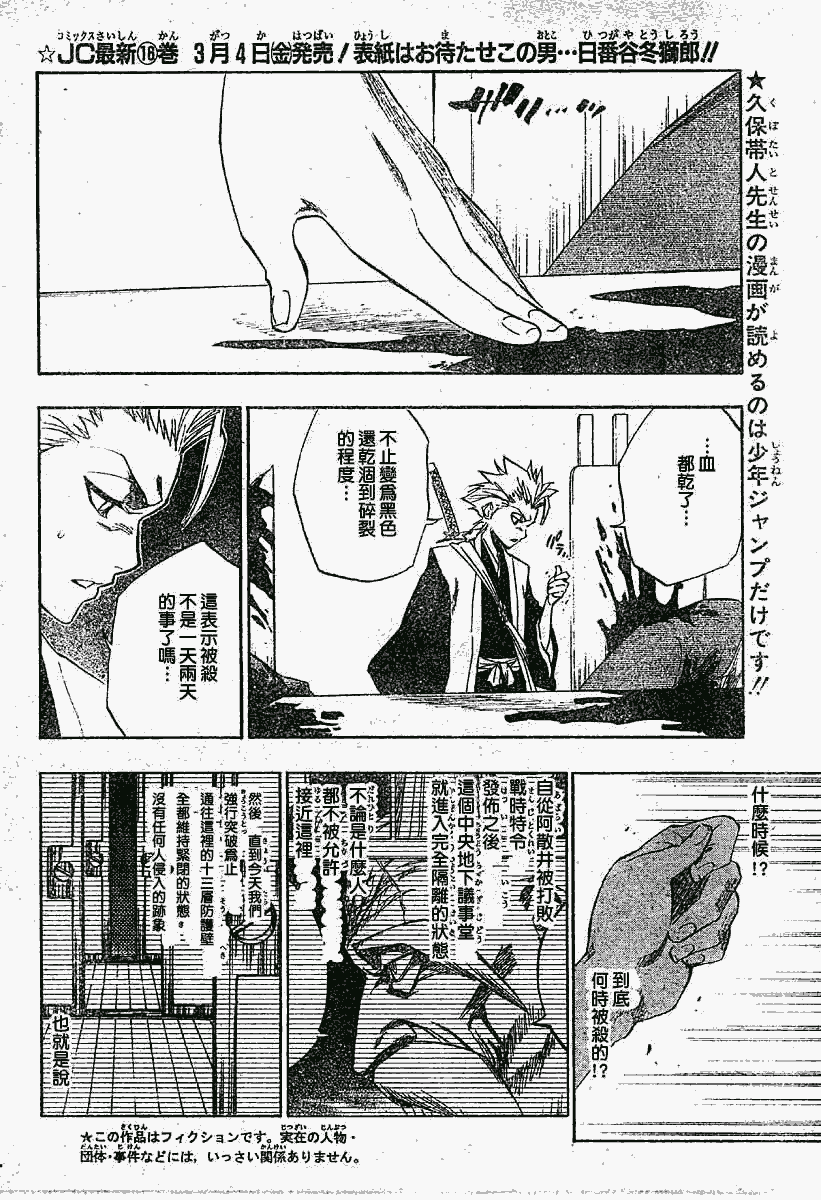 ☆JC最新⑯巻 3月4日㈮発売!表紙はお待たせこの男…日番谷冬獅郎!!
★久保帯人先生の漫画が読めるのは少年ジャンプだけです!!
…血
都乾了…
不止變爲黑色
還乾涸到碎裂
的程度…
這表示被殺
不是一天兩天
的事了嗎…
什麼時候!?
到底
何時被殺的!?
自從阿散井被打敗
戰時特令
發佈之後
這個中央地下議事堂
就進入完全隔離的狀態
不論是什麼人
都不被允許
接近這裡
然後 直到今天我們
強行突破爲止
通往這裡的十三層防護壁
全都維持緊閉的狀態…
沒有任何人侵入的跡象
也就是說
★この作品はフィクションです。実在の人物・
団体・事件などには、いっさい関係ありません。